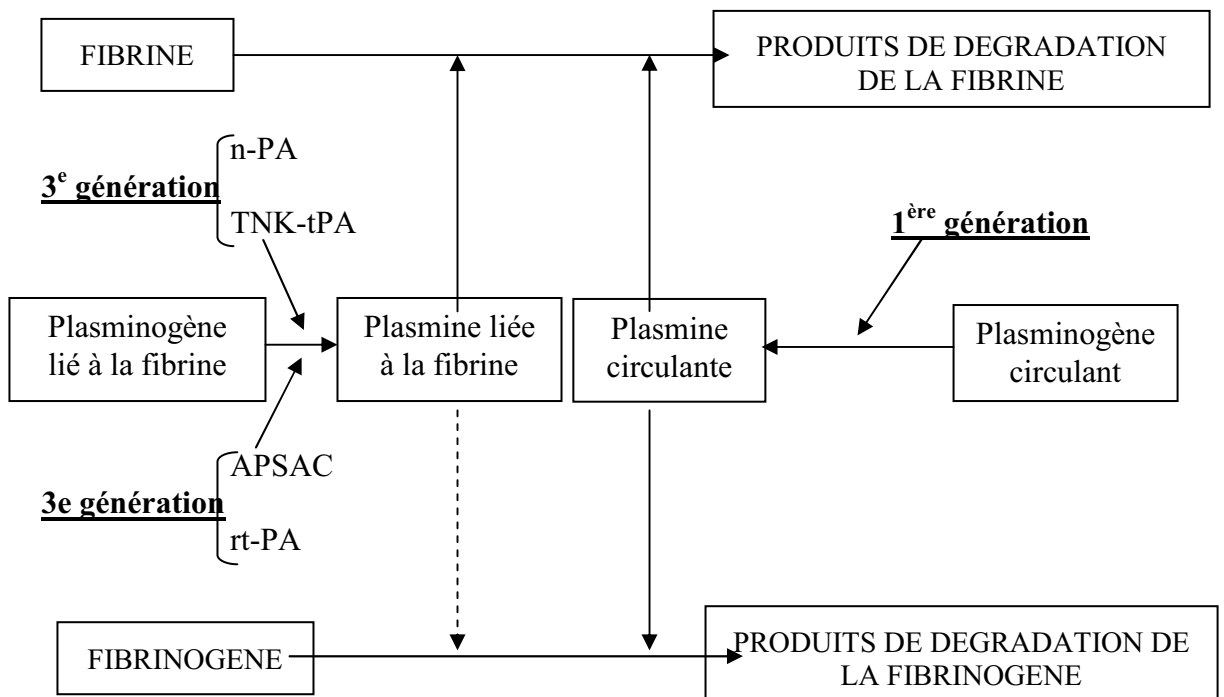 FIBRINE
PRODUITS DE DEGRADATION
DE LA FIBRINE
n-PA
3e génération
TNK-tPA
1ère génération
Plasminogène
lié à la fibrine
Plasmine liée
à la fibrine
Plasmine
circulante
Plasminogène
circulant
APSAC
3e génération
rt-PA
FIBRINOGENE
PRODUITS DE DEGRADATION DE
LA FIBRINOGENE